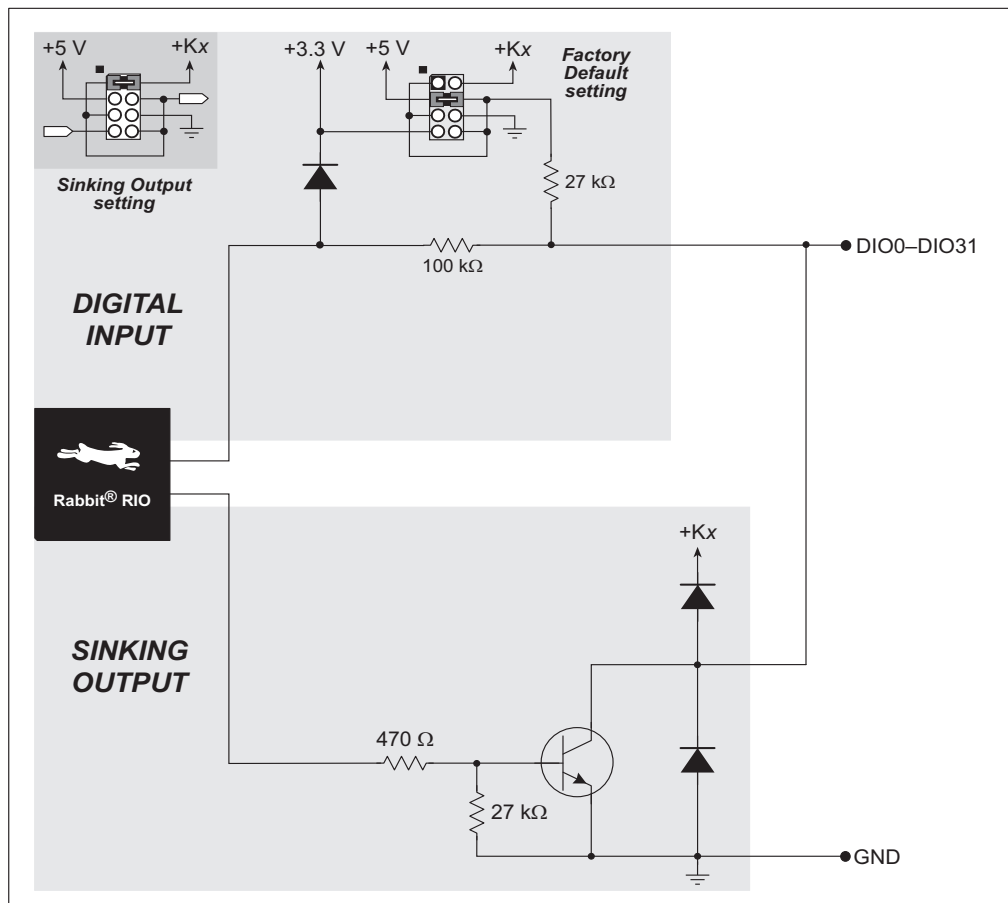 +5 V
+Kx
Sinking Output
setting
+3.3 V
+5 V
+Kx
Factory
Default
setting
27 kΩ
100 kΩ
DIO0–DIO31
DIGITAL
INPUT
Rabbit® RIO
+Kx
SINKING
OUTPUT
470 Ω
27 kΩ
GND